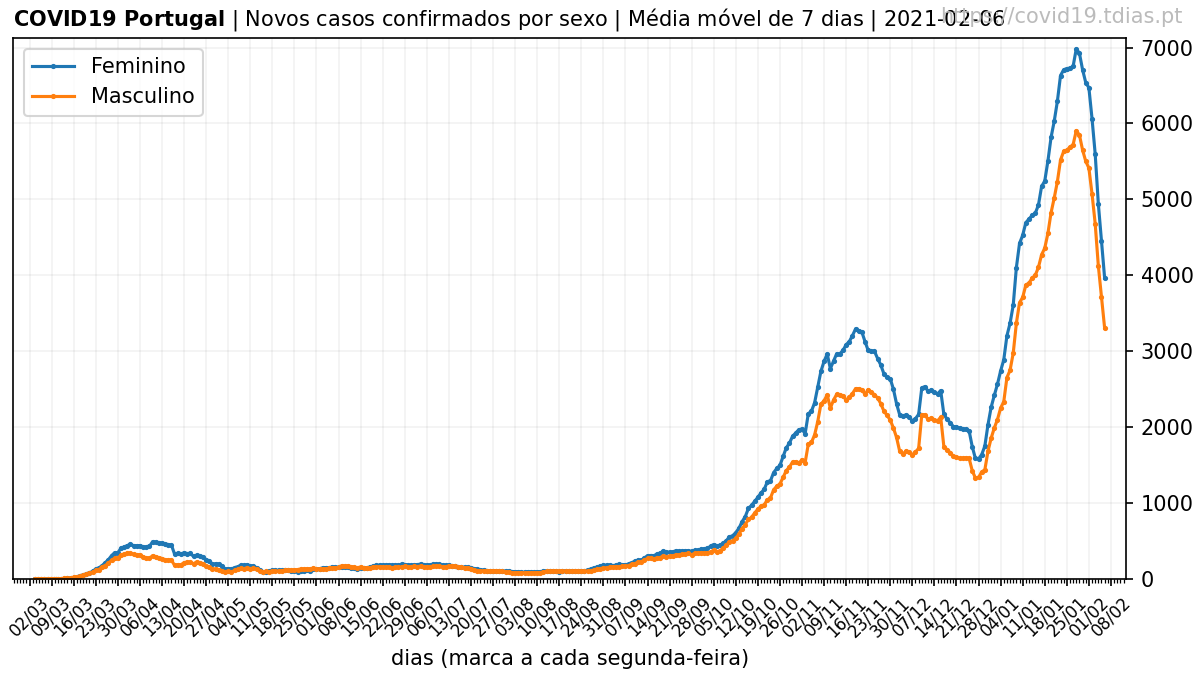 COVID19 Portugal | Novos casos confirmados por sexo | Média móvel de 7 dias | 2021-02-06
https://covid19.tdias.pt
Feminino
Masculino
7000
6000
5000
4000
3000
2000
1000
0
02/03 09/03 16/03 23/03 30/03 06/04 13/04 20/04 27/04 04/05 11/05 18/05 25/05 01/06 08/06 15/06 22/06 29/06 06/07 13/07 20/07 27/07 03/08 10/08 17/08 24/08 31/08 07/09 14/09 21/09 28/09 05/10 12/10 19/10 26/10 02/11 09/11 16/11 23/11 30/11 07/12 14/12 21/12 28/12 04/01 11/01 18/01 25/01 01/02 08/02
dias (marca a cada segunda-feira)